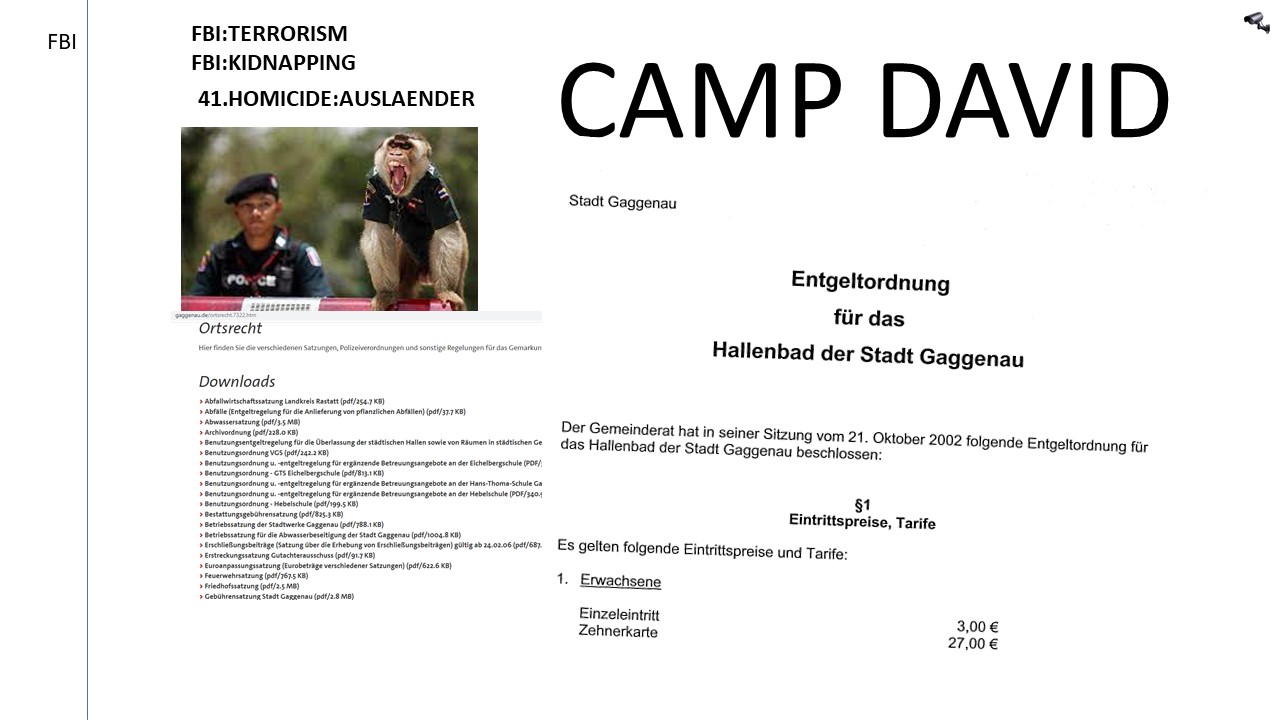 FBI
FBI:TERRORISM
FBI:KIDNAPPING
41.HOMICIDE:AUSLAENDER
CAMP DAVID
POLICE
gaggenau.de/ortsrecht.7322.htm
Ortsrecht
Hier finden Sie die verschiedenen Satzungen, Polizeiverordnungen und sonstige Regelungen für das Gemarkun
Downloads
› Abfallwirtschaftssatzung Landkreis Rastatt (pdf/254.7 KB)
› Abfälle (Entgeltregelung für die Anlieferung von pflanzlichen Abfällen) (pdf/37.7 KB)
› Abwassersatzung (pdf/3.5 MB)
› Archivordnung (pdf/228.0 KB)
› Benutzungsentgeltregelung für die Überlassung der städtischen Hallen sowie von Räumen in städtischen Ge
› Benutzungsordnung VGS (pdf/242.2 KB)
› Benutzungsordnung u. -entgeltregelung für ergänzende Betreuungsangebote an der Eichelbergschule (PDF/
› Benutzungsordnung - GTS Eichelbergschule (pdf/813.1 KB)
› Benutzungsordnung u. -entgeltregelung für ergänzende Betreuungsangebote an der Hans-Thoma-Schule Ga
› Benutzungsordnung u. -entgeltregelung für ergänzende Betreuungsangebote an der Hebelschule (PDF/340.
› Benutzungsordnung - Hebelschule (pdf/199.5 KB)
› Bestattungsgebührensatzung (pdf/825.3 KB)
› Betriebssatzung der Stadtwerke Gaggenau (pdf/788.1 KB)
› Betriebssatzung für die Abwasserbeseitigung der Stadt Gaggenau (pdf/1004.8 KB)
› Erschließungsbeiträge (Satzung über die Erhebung von Erschließungsbeiträgen) gültig ab 24.02.06 (pdf/687.
› Erstreckungssatzung Gutachterausschuss (pdf/91.7 KB)
› Euroanpassungssatzung (Eurobeträge verschiedener Satzungen) (pdf/622.6 KB)
› Feuerwehrsatzung (pdf/767.5 KB)
› Friedhofssatzung (pdf/2.5 MB)
› Gebührensatzung Stadt Gaggenau (pdf/2.8 MB)
Stadt Gaggenau
Entgeltordnung
für das
Hallenbad der Stadt Gaggenau
Der Gemeinderat hat in seiner Sitzung vom 21. Oktober 2002 folgende Entgeltordnung für
das Hallenbad der Stadt Gaggenau beschlossen:
§1
Eintrittspreise, Tarife
Es gelten folgende Eintrittspreise und Tarife:
1. Erwachsene
Einzeleintritt 3,00 €
Zehnerkarte 27,00 €